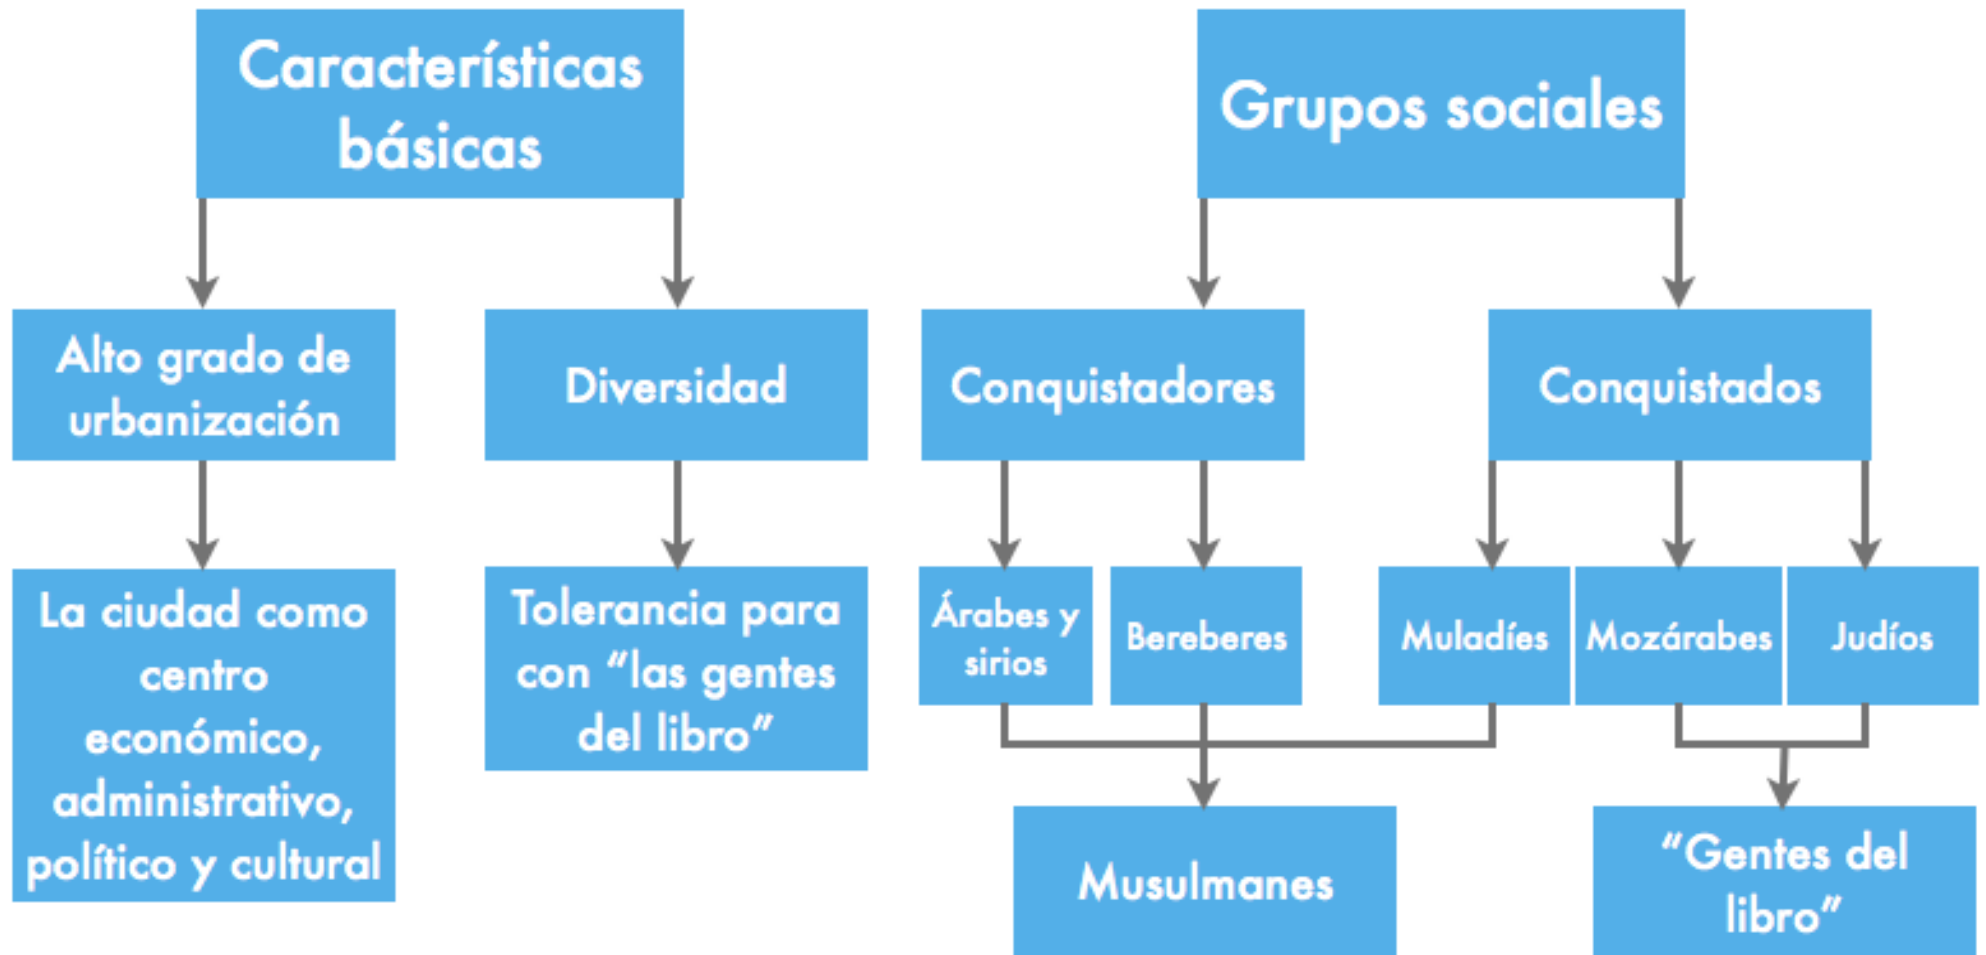 Características
básicas
Grupos sociales
Alto grado de
urbanización
Diversidad
Conquistadores
Conquistados
La ciudad como
centro
económico,
administrativo,
político y cultural
Tolerancia para
con “las gentes
del libro”
Árabes y
sirios
Bereberes
Muladíes
Mozárabes
Judíos
Musulmanes
“Gentes del
libro”